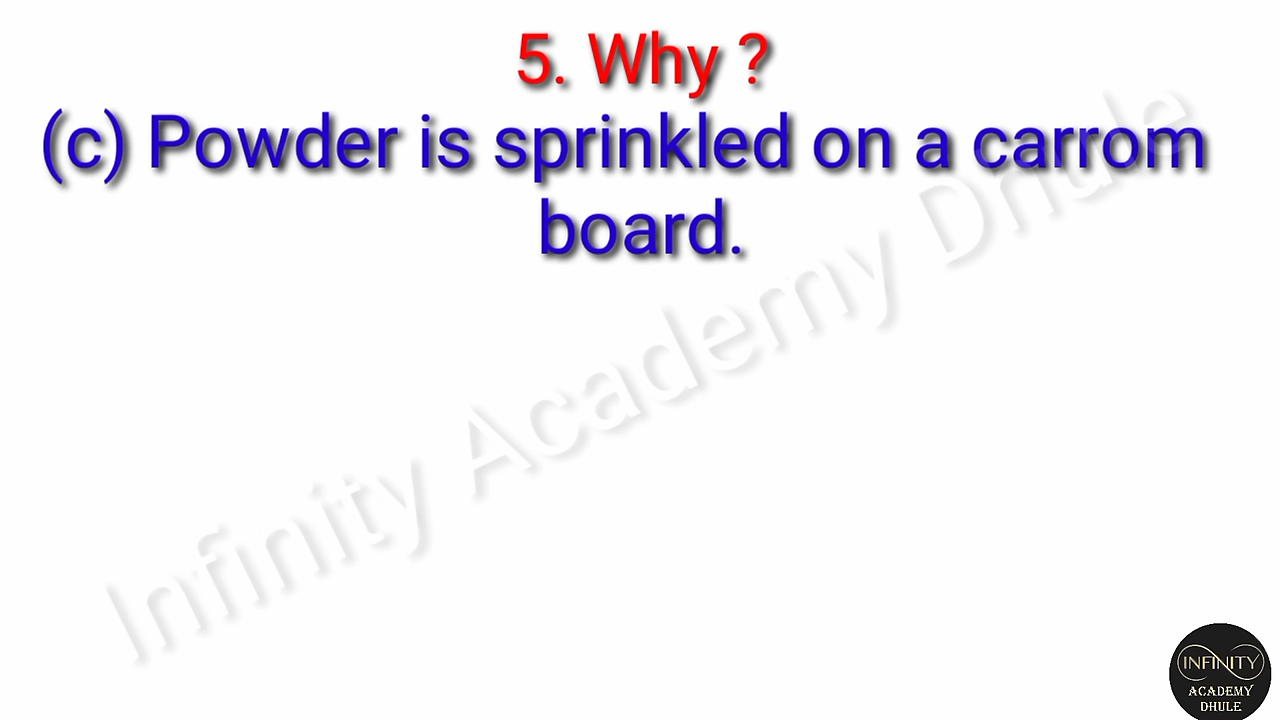 5. Why ?
(c) Powder is sprinkled on a carrom
board.
Infinity Academy Dhule
INFINITY
ACADEMY
DHULE